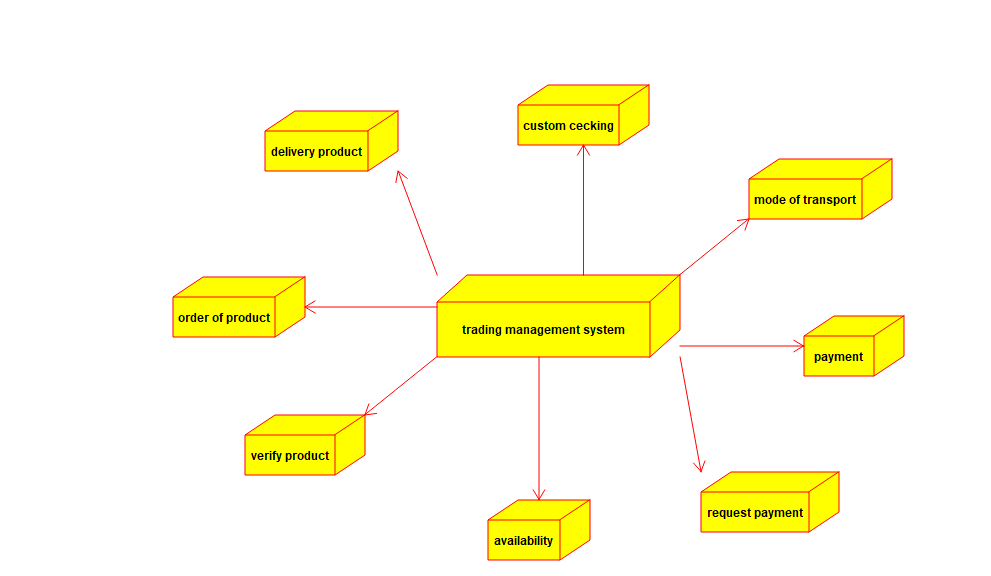 custom cecking
delivery product
mode of transport
order of product
trading management system
payment
verify product
request payment
availability